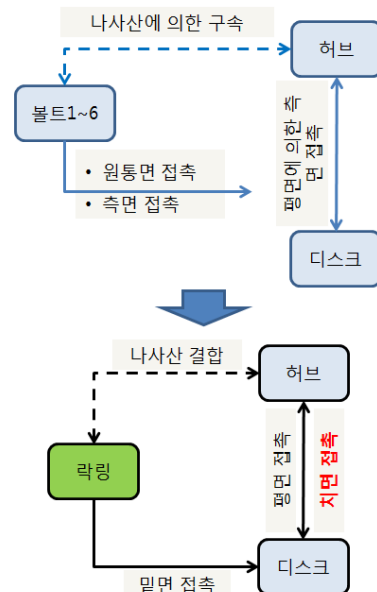 나사산에 의한 구속
허브
볼트1~6
평면에 의한 측
면 접촉
• 원통면 접촉
• 측면 접촉
디스크
나사산 결합
허브
락링
평면 접촉
치면 접촉
디스크
밑면 접촉